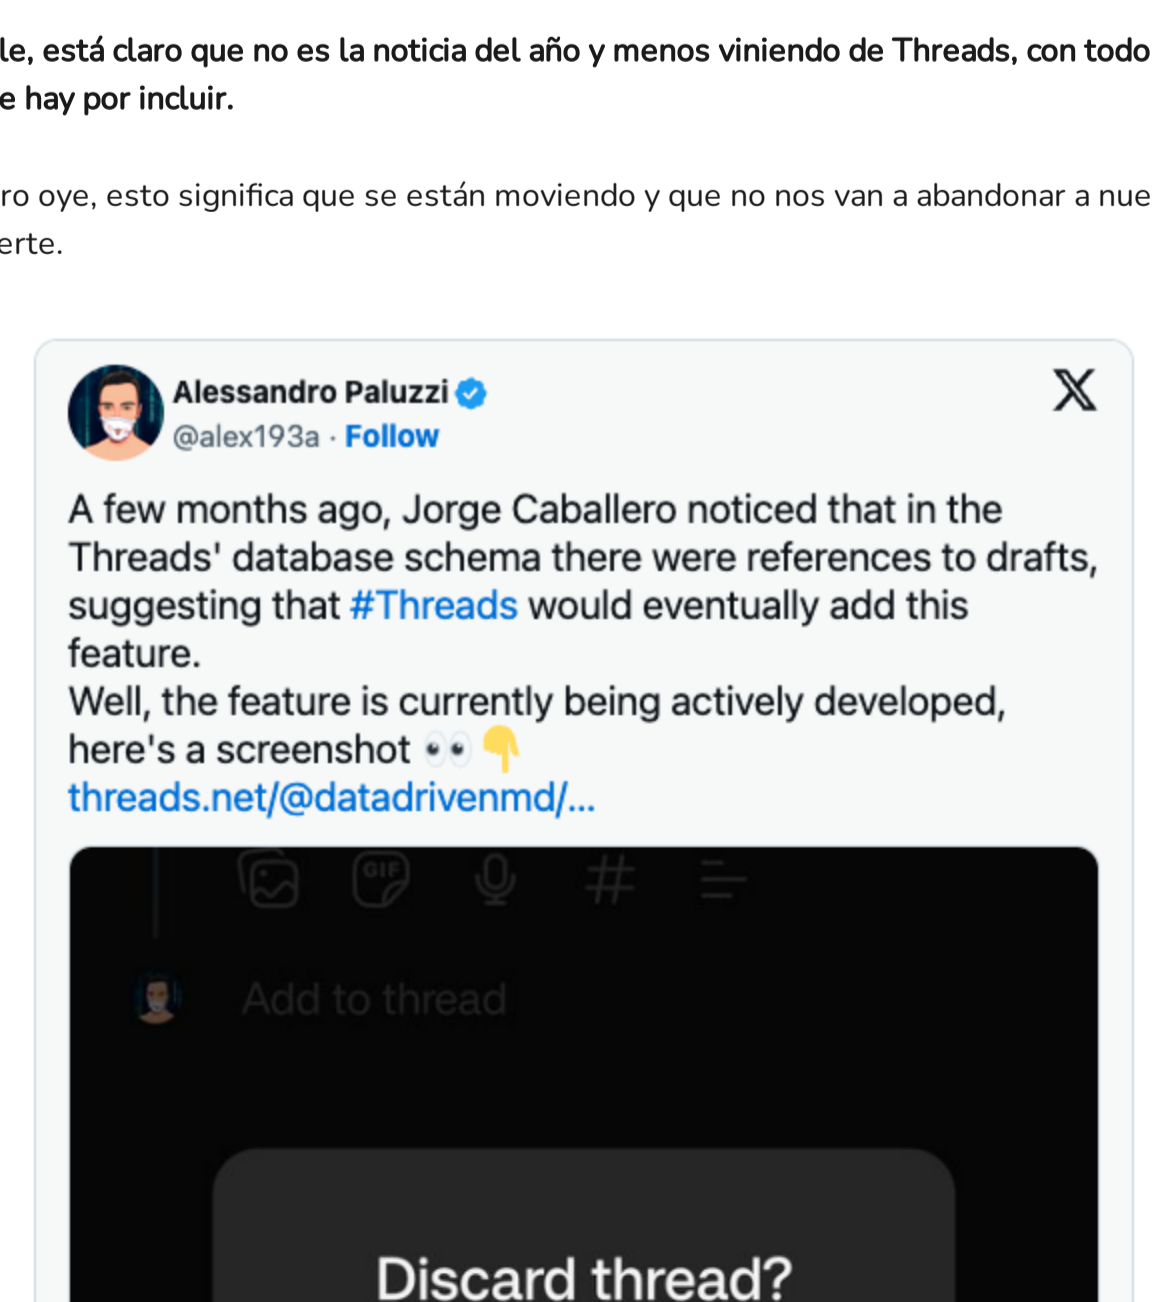 le, está claro que no es la noticia del año y menos viniendo de Threads, con todo
e hay por incluir.
ro oye, esto significa que se están moviendo y que no nos van a abandonar a nue
erte.
Alessandro Paluzzi
@alex193a · Follow
A few months ago, Jorge Caballero noticed that in the
Threads' database schema there were references to drafts,
suggesting that #Threads would eventually add this
feature.
Well, the feature is currently being actively developed,
here's a screenshot 👀 👇
threads.net/@datadrivenmd/...
GIF
Add to thread
Discard thread?